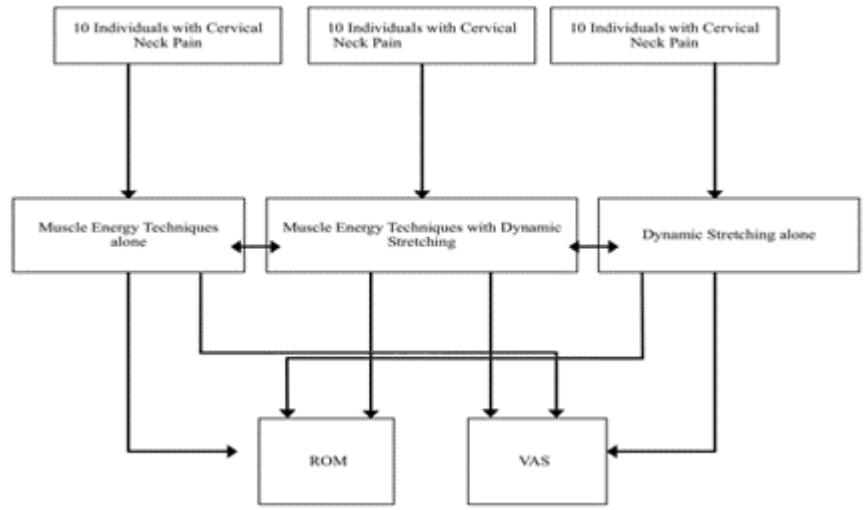 10 Individuals with Cervical
Neck Pain
10 Individuals with Cervical
Neck Pain
10 Individuals with Cervical
Neck Pain
Muscle Energy Techniques
alone
Muscle Energy Techniques with Dynamic
Stretching
Dynamic Stretching alone
ROM
VAS